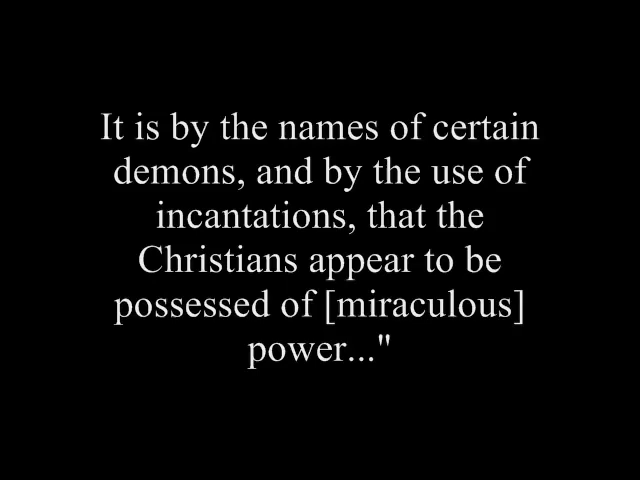 It is by the names of certain
demons, and by the use of
incantations, that the
Christians appear to be
possessed of [miraculous]
power..."